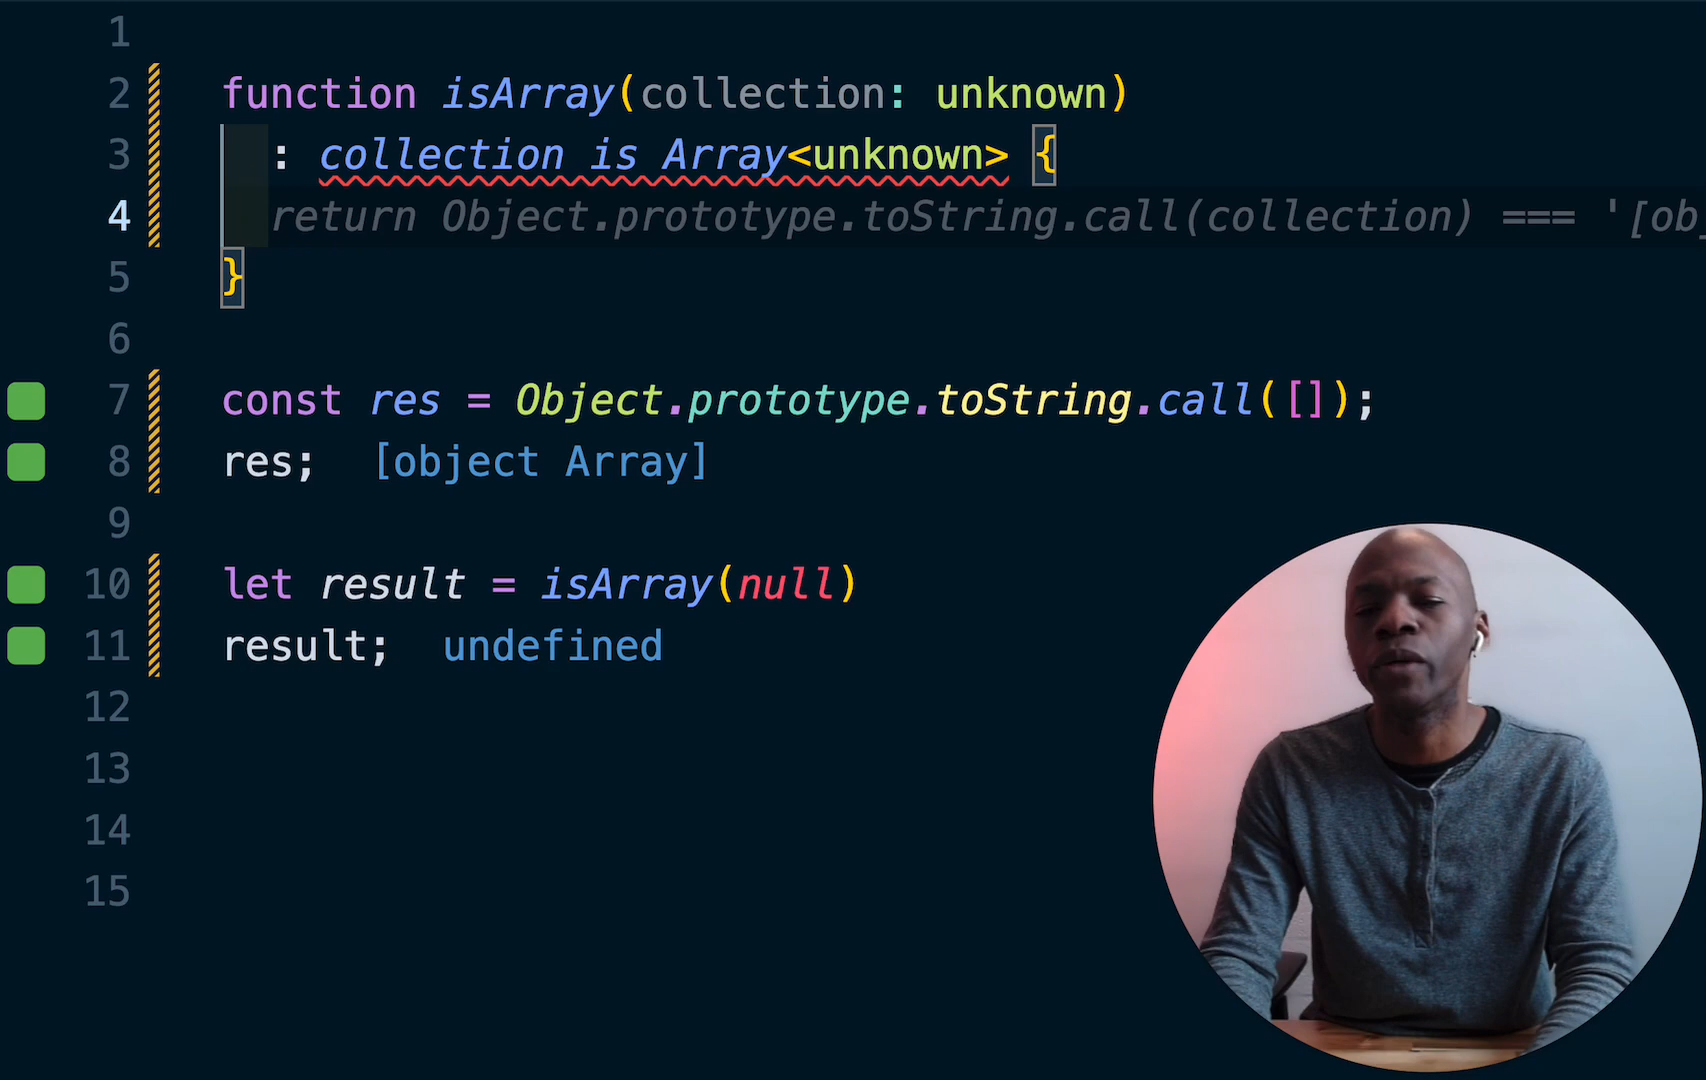 1
2 function isArray(collection: unknown)
3 : collection is Array<unknown> {
4 return Object.prototype.toString.call(collection) === '[ob
5 }
6
7 const res = Object.prototype.toString.call([]);
8 res; [object Array]
9
10 let result = isArray(null)
11 result; undefined
12
13
14
15